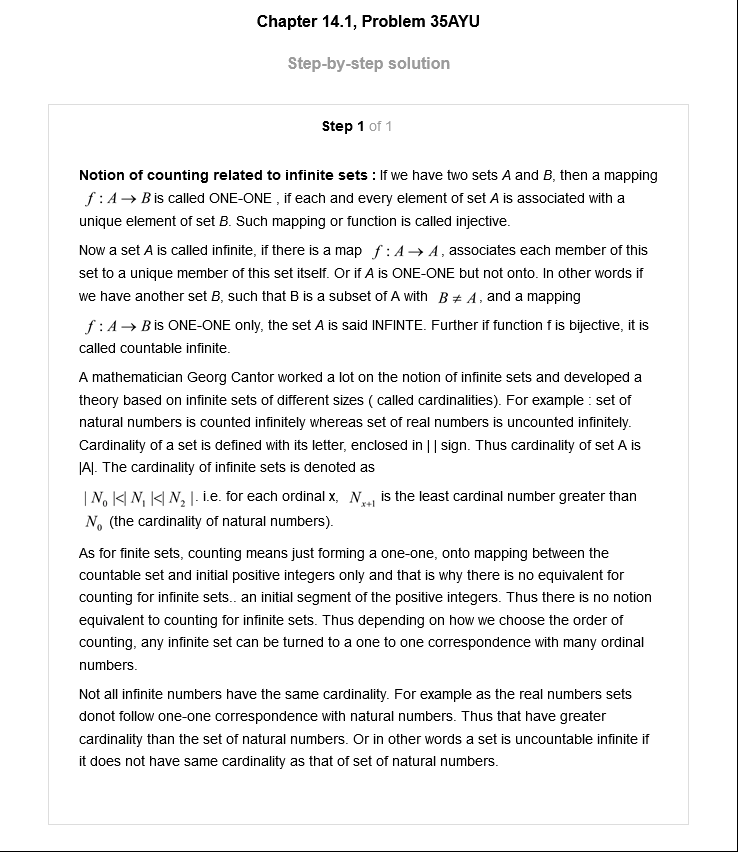 Chapter 14.1, Problem 35AYU
Step-by-step solution
Step 1 of 1
Notion of counting related to infinite sets : If we have two sets A and B, then a mapping
f : A → B is called ONE-ONE , if each and every element of set A is associated with a
unique element of set B. Such mapping or function is called injective.
Now a set A is called infinite, if there is a map f : A → A , associates each member of this
set to a unique member of this set itself. Or if A is ONE-ONE but not onto. In other words if
we have another set B, such that B is a subset of A with B ≠ A , and a mapping
f : A → B is ONE-ONE only, the set A is said INFINTE. Further if function f is bijective, it is
called countable infinite.
A mathematician Georg Cantor worked a lot on the notion of infinite sets and developed a
theory based on infinite sets of different sizes ( called cardinalities). For example : set of
natural numbers is counted infinitely whereas set of real numbers is uncounted infinitely.
Cardinality of a set is defined with its letter, enclosed in | | sign. Thus cardinality of set A is
|A|. The cardinality of infinite sets is denoted as
| N₀ |<| N₁ |<| N₂ |. i.e. for each ordinal x, Nₓ₊₁ is the least cardinal number greater than
N₀ (the cardinality of natural numbers).
As for finite sets, counting means just forming a one-one, onto mapping between the
countable set and initial positive integers only and that is why there is no equivalent for
counting for infinite sets.. an initial segment of the positive integers. Thus there is no notion
equivalent to counting for infinite sets. Thus depending on how we choose the order of
counting, any infinite set can be turned to a one to one correspondence with many ordinal
numbers.
Not all infinite numbers have the same cardinality. For example as the real numbers sets
donot follow one-one correspondence with natural numbers. Thus that have greater
cardinality than the set of natural numbers. Or in other words a set is uncountable infinite if
it does not have same cardinality as that of set of natural numbers.